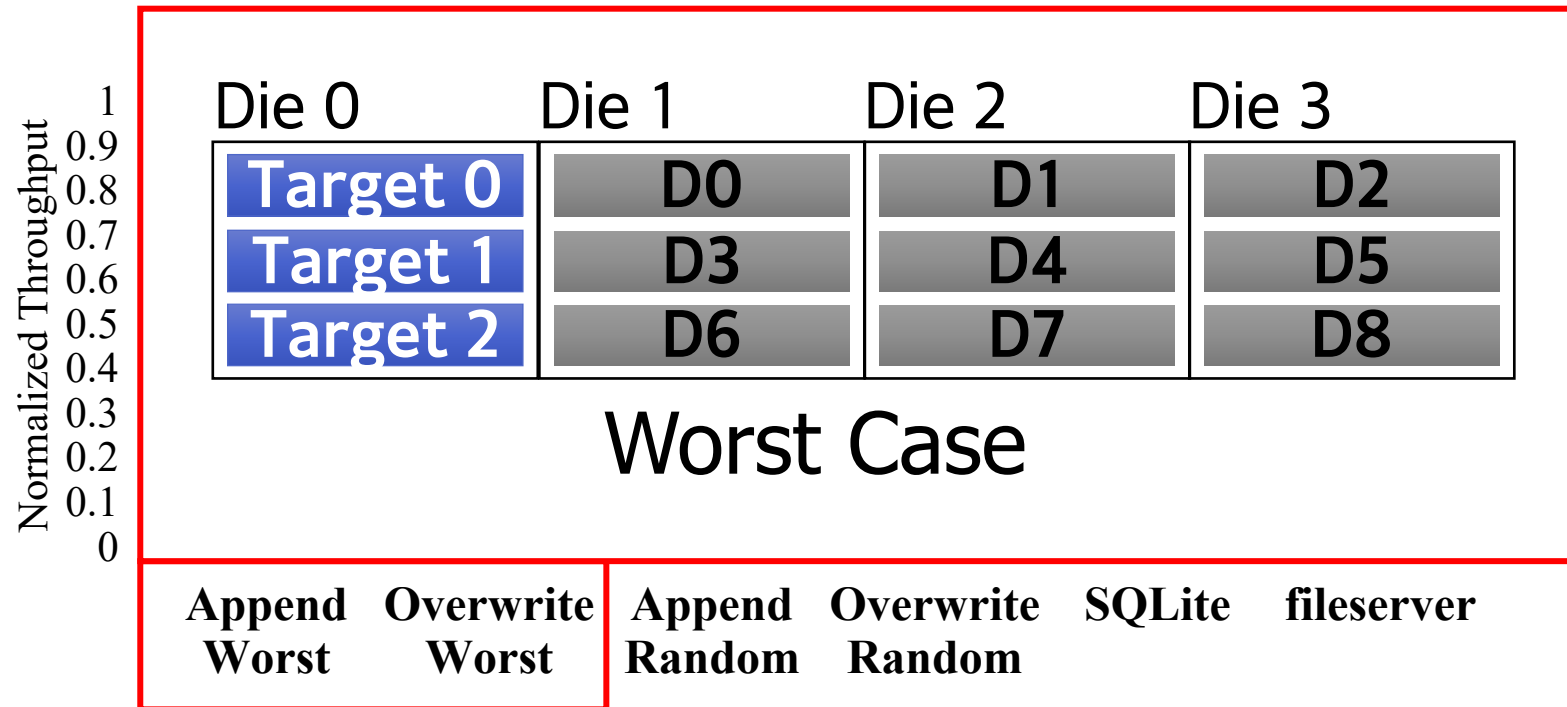 Normalized Throughput
1
0.9
0.8
0.7
0.6
0.5
0.4
0.3
0.2
0.1
0
Die 0 Die 1 Die 2 Die 3
Target 0 D0 D1 D2
Target 1 D3 D4 D5
Target 2 D6 D7 D8
Worst Case
Append Overwrite Append Overwrite SQLite fileserver
Worst Worst Random Random